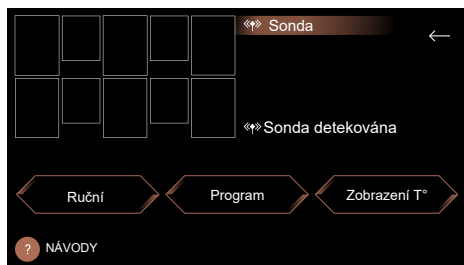 Sonda
Sonda detekována
Ruční
Program
Zobrazení T°
? NÁVODY